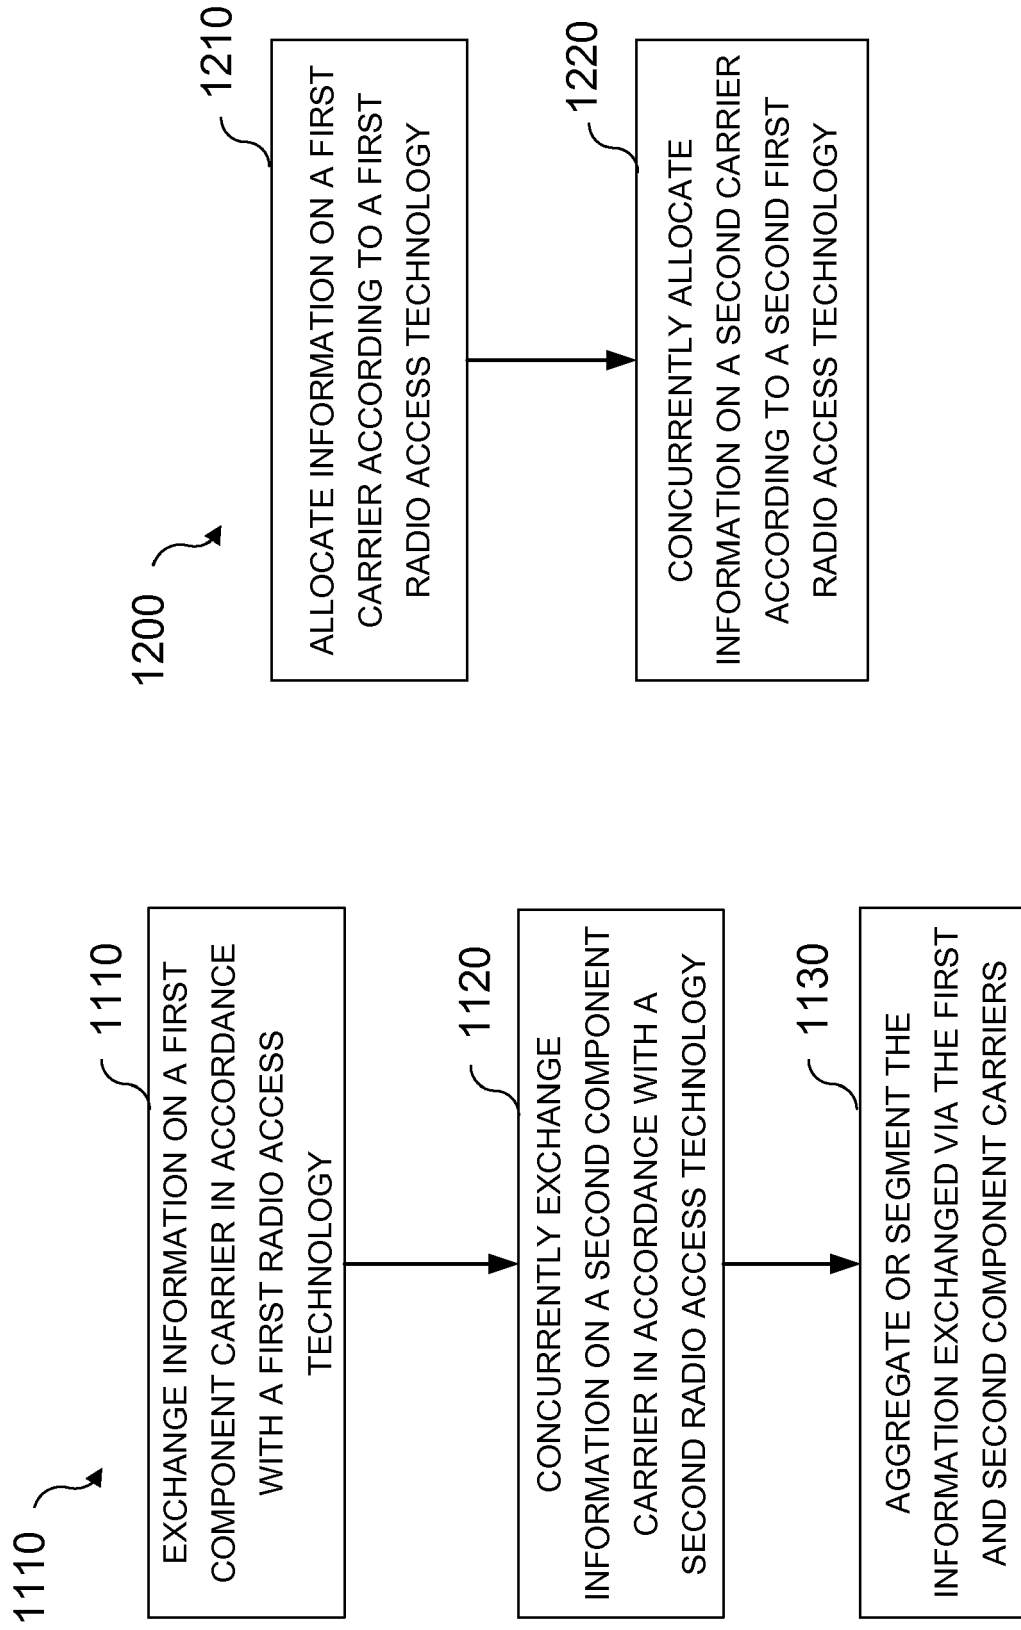 1110
1110
EXCHANGE INFORMATION ON A FIRST
COMPONENT CARRIER IN ACCORDANCE
WITH A FIRST RADIO ACCESS
TECHNOLOGY
1120
CONCURRENTLY EXCHANGE
INFORMATION ON A SECOND COMPONENT
CARRIER IN ACCORDANCE WITH A
SECOND RADIO ACCESS TECHNOLOGY
1130
AGGREGATE OR SEGMENT THE
INFORMATION EXCHANGED VIA THE FIRST
AND SECOND COMPONENT CARRIERS
1200
1210
ALLOCATE INFORMATION ON A FIRST
CARRIER ACCORDING TO A FIRST
RADIO ACCESS TECHNOLOGY
1220
CONCURRENTLY ALLOCATE
INFORMATION ON A SECOND CARRIER
ACCORDING TO A SECOND FIRST
RADIO ACCESS TECHNOLOGY